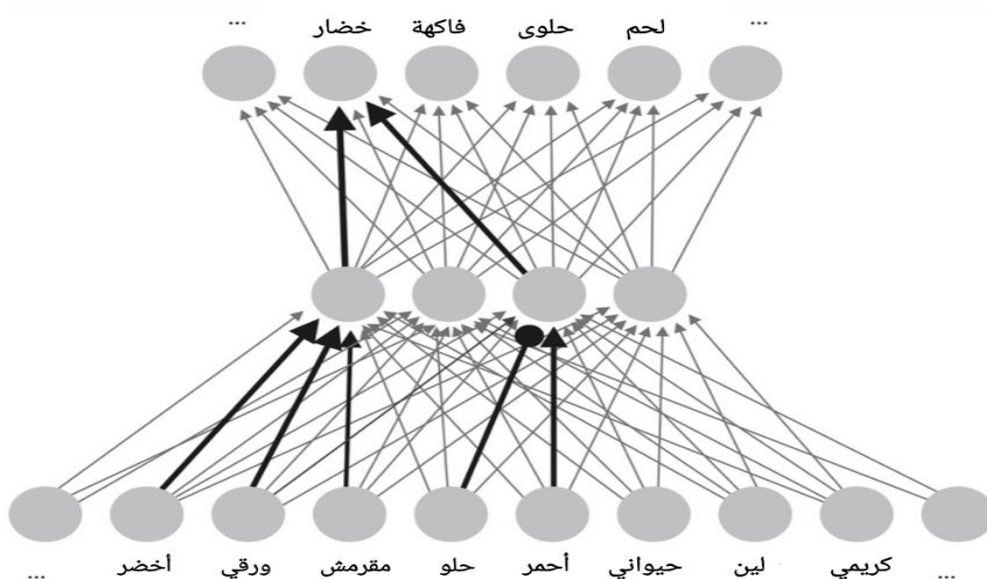 ... لحم حلوى فاكهة خضار ...
... كريمي لين حيواني أحمر حلو مقرمش ورقي أخضر ...